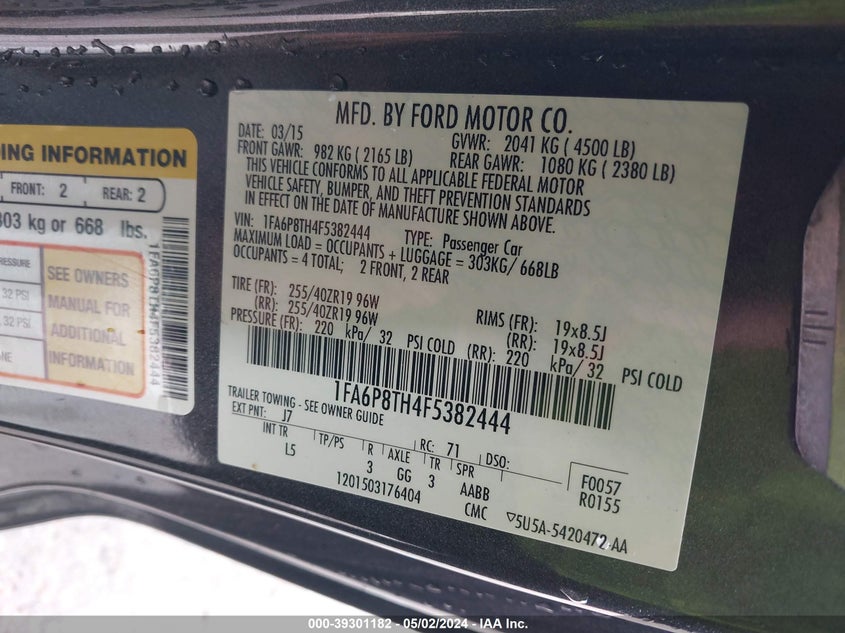 ING INFORMATION
FRONT: 2 REAR: 2
303 kg or 668 lbs.
PRESSURE
32 PSI
32 PSI
SEE OWNERS
MANUAL FOR
ADDITIONAL
INFORMATION
1FA6P8TH4F5382444
MFD. BY FORD MOTOR CO.
DATE: 03/15 GVWR: 2041 KG ( 4500 LB)
FRONT GAWR: 982 KG ( 2165 LB) REAR GAWR: 1080 KG ( 2380 LB)
THIS VEHICLE CONFORMS TO ALL APPLICABLE FEDERAL MOTOR
VEHICLE SAFETY, BUMPER, AND THEFT PREVENTION STANDARDS
IN EFFECT ON THE DATE OF MANUFACTURE SHOWN ABOVE.
VIN: 1FA6P8TH4F5382444 TYPE: Passenger Car
MAXIMUM LOAD = OCCUPANTS + LUGGAGE = 303KG/ 668LB
OCCUPANTS = 4 TOTAL; 2 FRONT, 2 REAR
TIRE (FR): 255/40ZR19 96W RIMS (FR): 19x8.5J
(RR): 255/40ZR19 96W (RR): 19x8.5J
PRESSURE (FR): 220 kPa/ 32 PSI COLD (RR): 220 kPa/ 32 PSI COLD
1FA6P8TH4F5382444
TRAILER TOWING - SEE OWNER GUIDE
EXT PNT: J7 RC: 71 DSO:
INT TR TP/PS R AXLE TR SPR F0057
L5 3 GG 3 AABB R0155
1201503176404 CMC ▽5U5A-5420472-AA
000-39301182 - 05/02/2024 - IAA Inc.